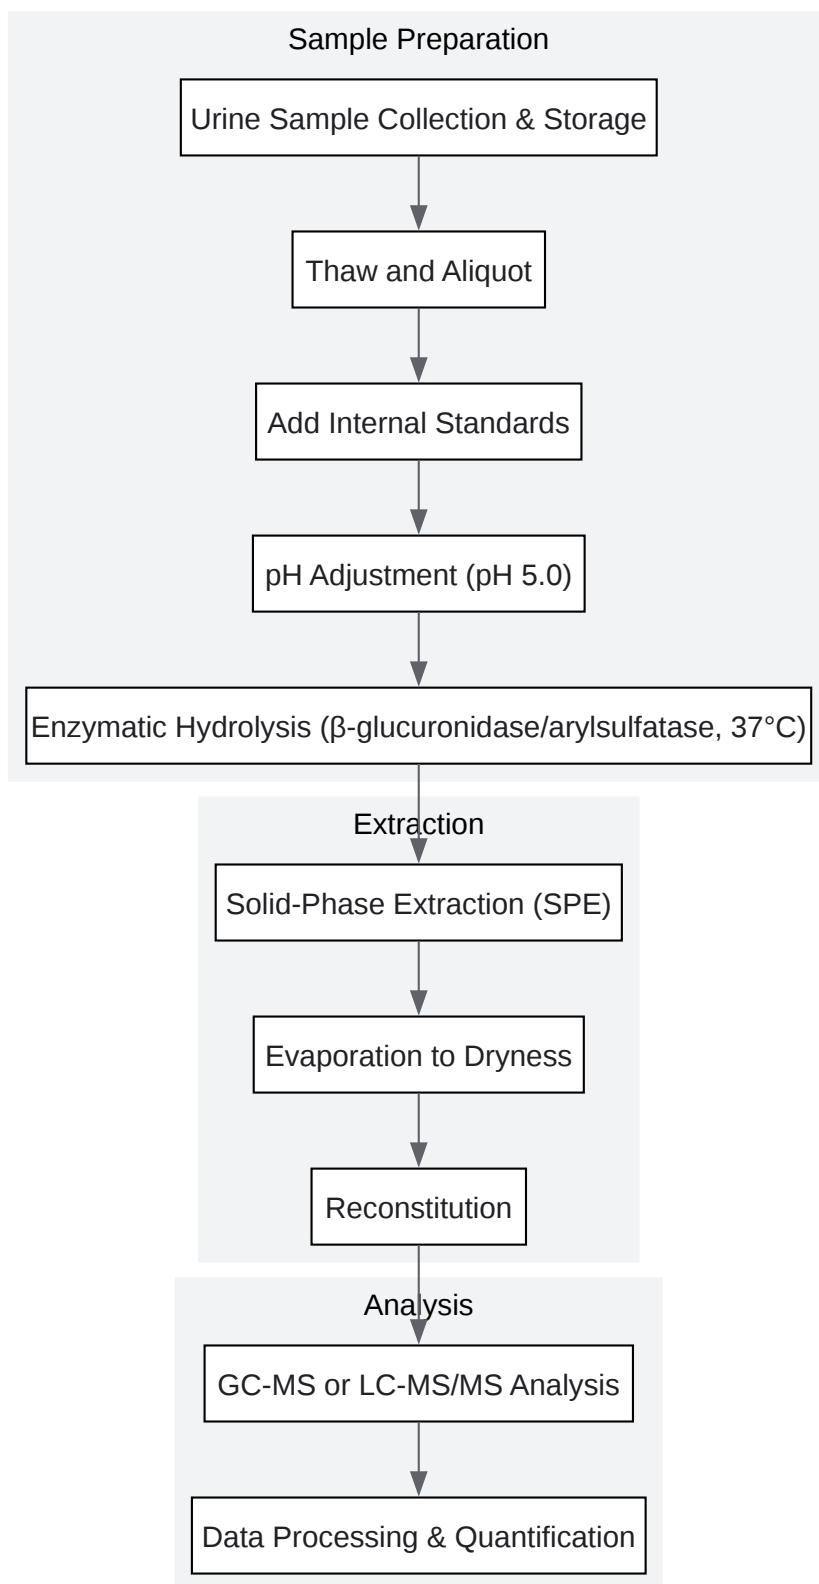 Sample Preparation
Urine Sample Collection & Storage
Thaw and Aliquot
Add Internal Standards
pH Adjustment (pH 5.0)
Enzymatic Hydrolysis (β-glucuronidase/arylsulfatase, 37°C)
Extraction
Solid-Phase Extraction (SPE)
Evaporation to Dryness
Reconstitution
Analysis
GC-MS or LC-MS/MS Analysis
Data Processing & Quantification